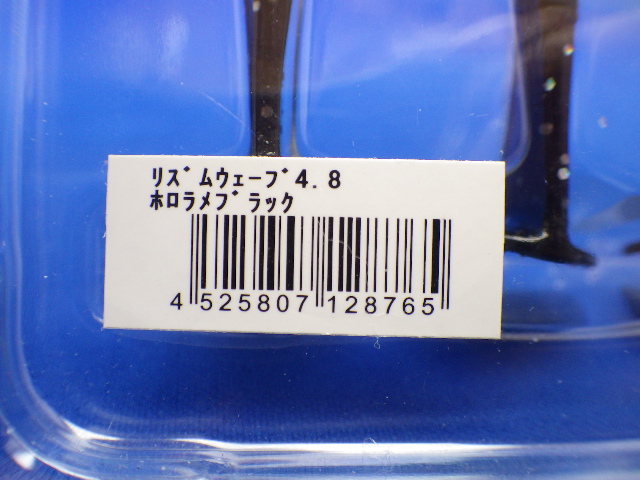 ﾘｽﾞﾑｳｪｰﾌﾞ4.8
ﾎﾛﾗﾒﾌﾞﾗｯｸ
4 525807 128765